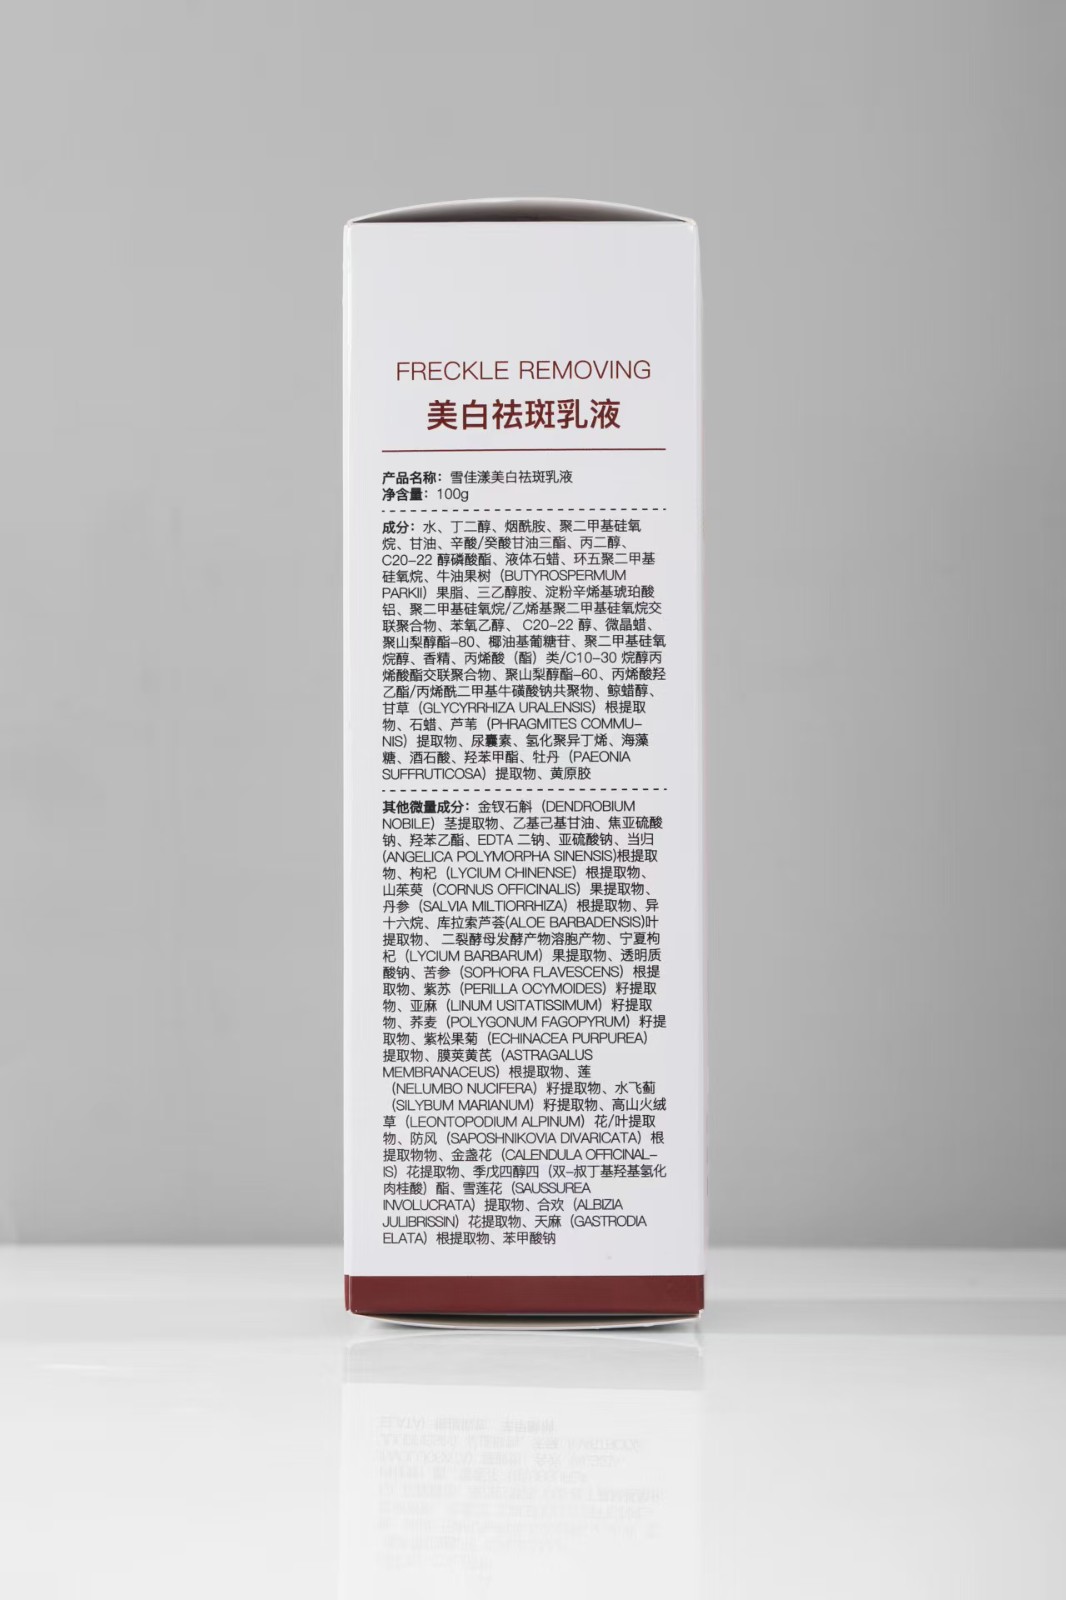 FRECKLE REMOVING
美白祛斑乳液
产品名称：雪佳漾美白祛斑乳液
净含量：100g
成分：水、丁二醇、烟酰胺、聚二甲基硅氧
烷、甘油、辛酸/癸酸甘油三酯、丙二醇、
C20-22 醇磷酸酯、液体石蜡、环五聚二甲基
硅氧烷、牛油果树（BUTYROSPERMUM
PARKII）果脂、三乙醇胺、淀粉辛烯基琥珀酸
铝、聚二甲基硅氧烷/乙烯基聚二甲基硅氧烷交
联聚合物、苯氧乙醇、 C20-22 醇、微晶蜡、
聚山梨醇酯-80、椰油基葡糖苷、聚二甲基硅氧
烷醇、香精、丙烯酸（酯）类/C10-30 烷醇丙
烯酸酯交联聚合物、聚山梨醇酯-60、丙烯酸羟
乙酯/丙烯酰二甲基牛磺酸钠共聚物、鲸蜡醇、
甘草（GLYCYRRHIZA URALENSIS）根提取
物、石蜡、芦苇（PHRAGMITES COMMU-
NIS）提取物、尿囊素、氢化聚异丁烯、海藻
糖、酒石酸、羟苯甲酯、牡丹（PAEONIA
SUFFRUTICOSA）提取物、黄原胶
其他微量成分：金钗石斛（DENDROBIUM
NOBILE）茎提取物、乙基己基甘油、焦亚硫酸
钠、羟苯乙酯、EDTA 二钠、亚硫酸钠、当归
(ANGELICA POLYMORPHA SINENSIS)根提取
物、枸杞（LYCIUM CHINENSE）根提取物、
山茱萸（CORNUS OFFICINALIS）果提取物、
丹参（SALVIA MILTIORRHIZA）根提取物、异
十六烷、库拉索芦荟(ALOE BARBADENSIS)叶
提取物、 二裂酵母发酵产物溶胞产物、宁夏枸
杞（LYCIUM BARBARUM）果提取物、透明质
酸钠、苦参（SOPHORA FLAVESCENS）根提
取物、紫苏（PERILLA OCYMOIDES）籽提取
物、亚麻（LINUM USITATISSIMUM）籽提取
物、荞麦（POLYGONUM FAGOPYRUM）籽提
取物、紫松果菊（ECHINACEA PURPUREA）
提取物、膜荚黄芪（ASTRAGALUS
MEMBRANACEUS）根提取物、莲
（NELUMBO NUCIFERA）籽提取物、水飞蓟
（SILYBUM MARIANUM）籽提取物、高山火绒
草（LEONTOPODIUM ALPINUM）花/叶提取
物、防风（SAPOSHNIKOVIA DIVARICATA）根
提取物物、金盏花（CALENDULA OFFICINAL-
IS）花提取物、季戊四醇四（双-叔丁基羟基氢化
肉桂酸）酯、雪莲花（SAUSSUREA
INVOLUCRATA）提取物、合欢（ALBIZIA
JULIBRISSIN）花提取物、天麻（GASTRODIA
ELATA）根提取物、苯甲酸钠